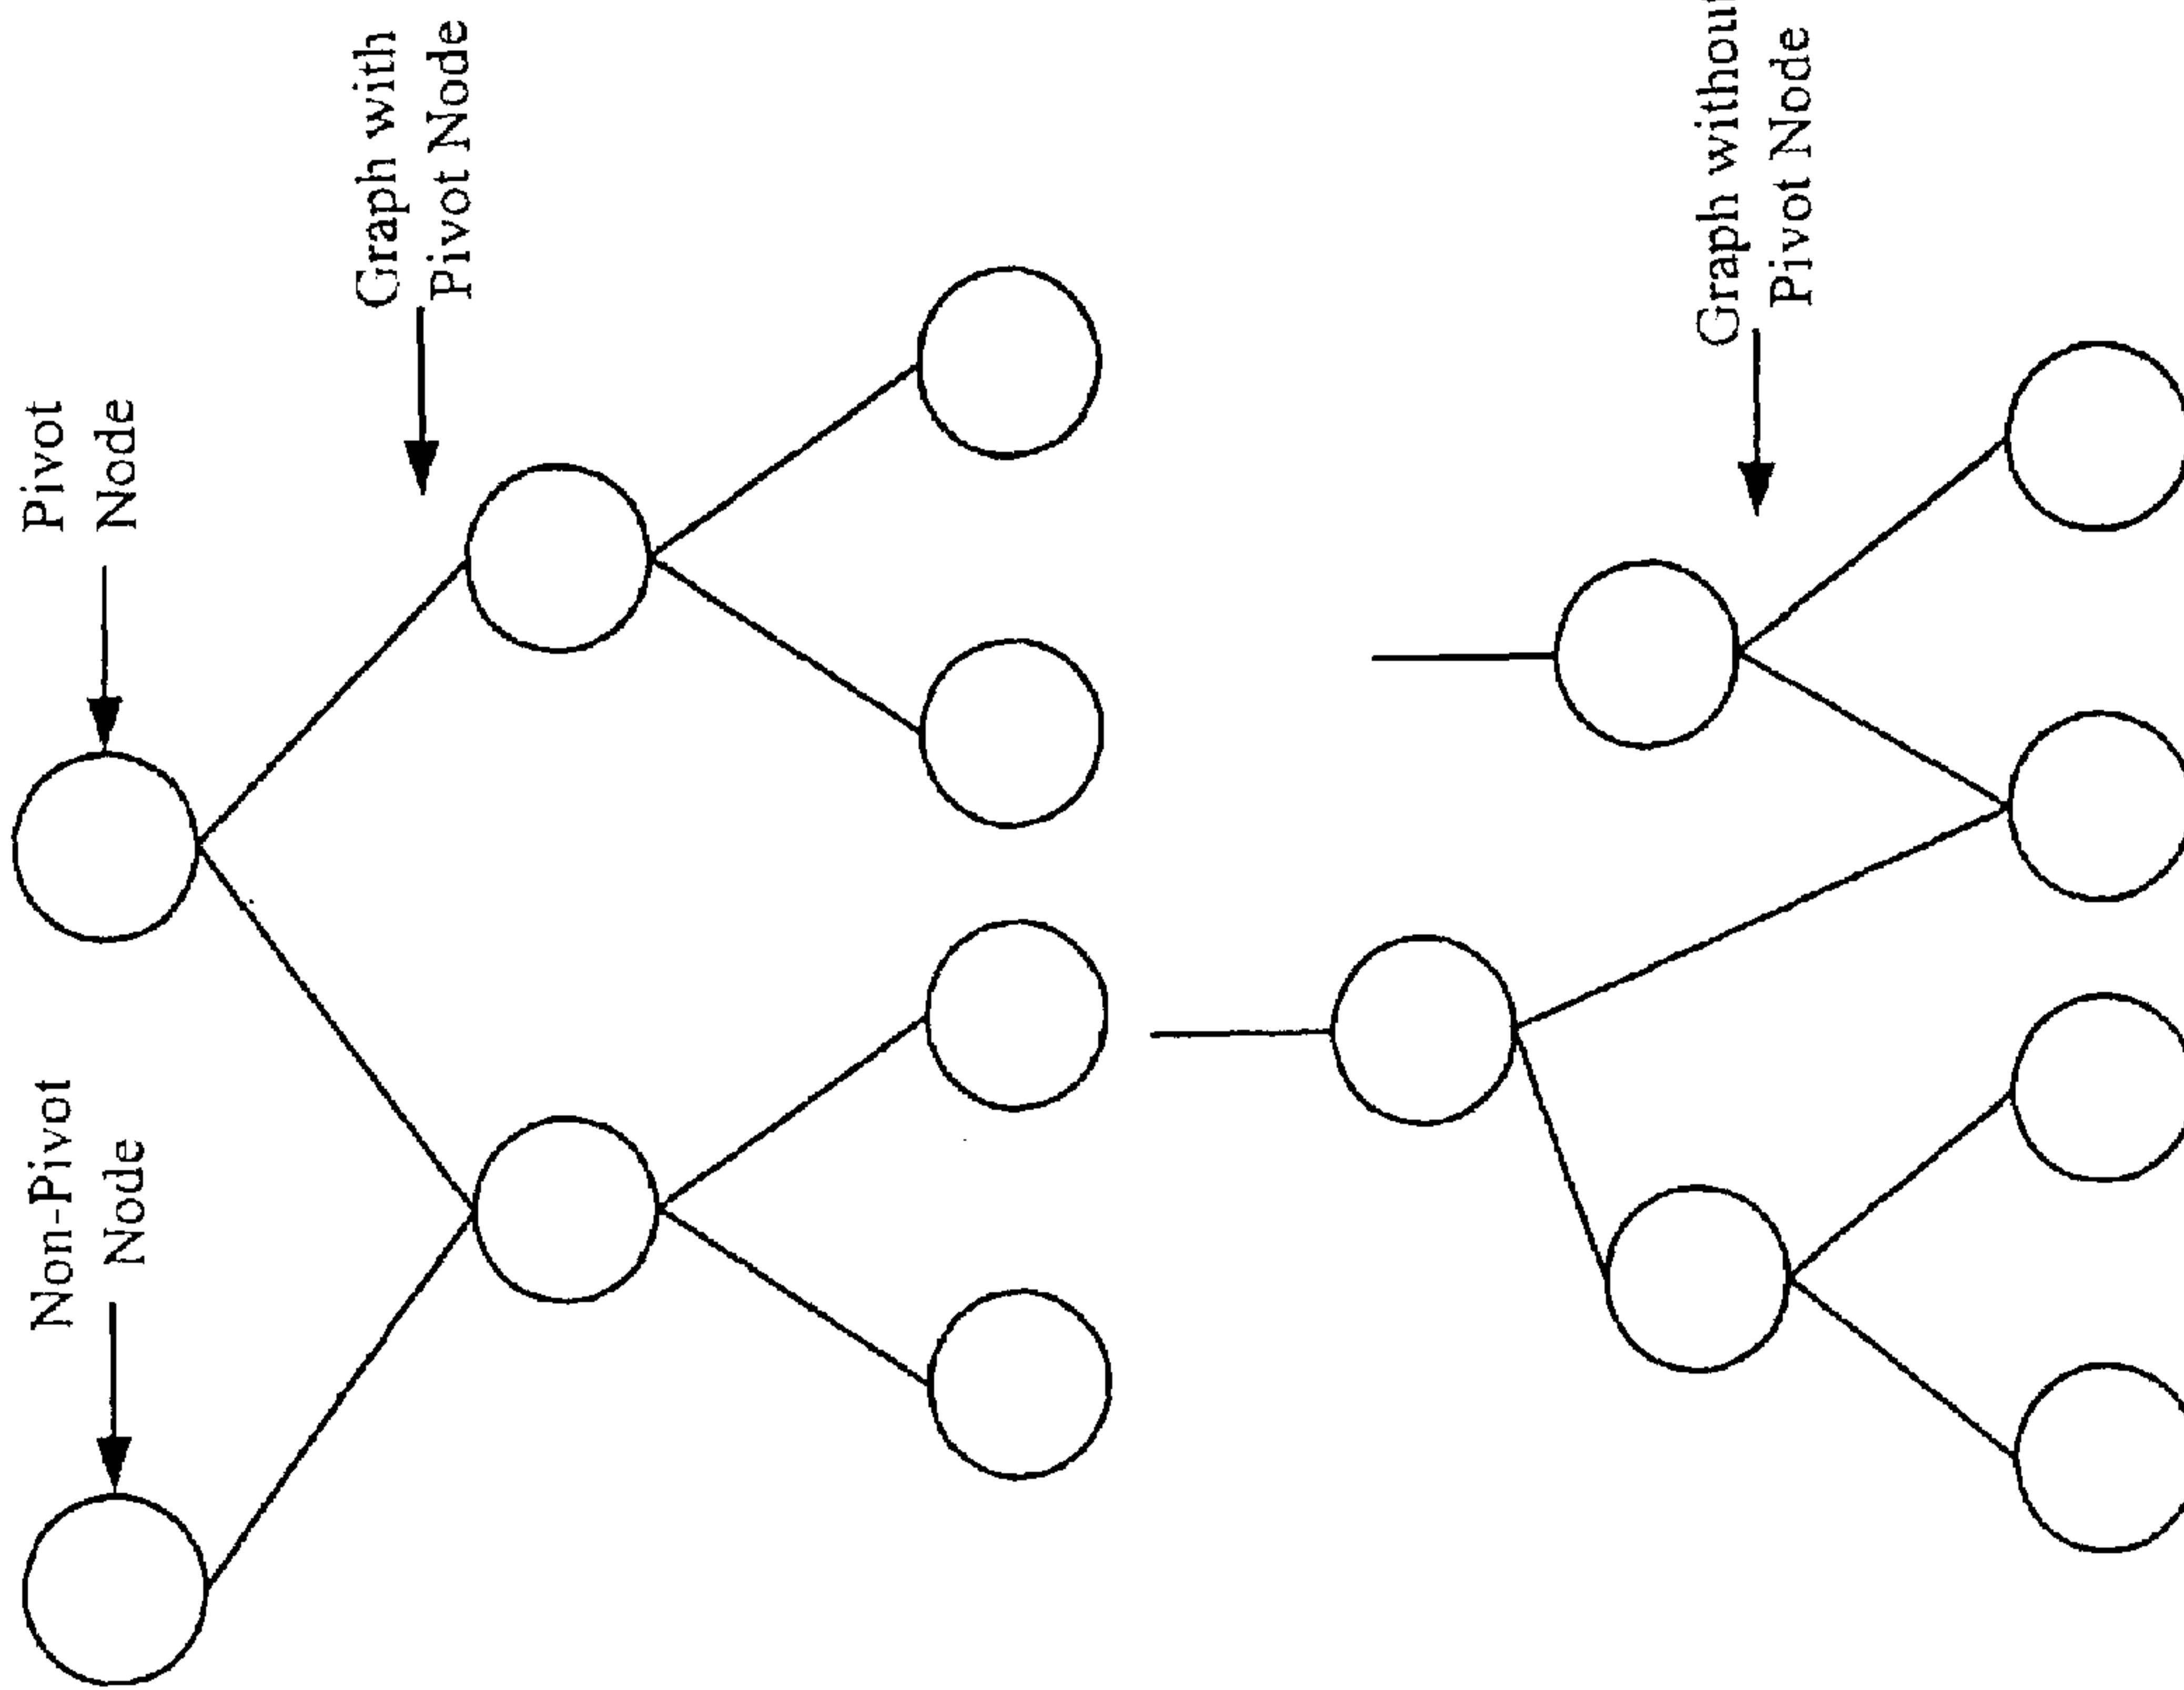 Non-Pivot
Node
Pivot
Node
Graph with
Pivot Node
Graph without
Pivot Node